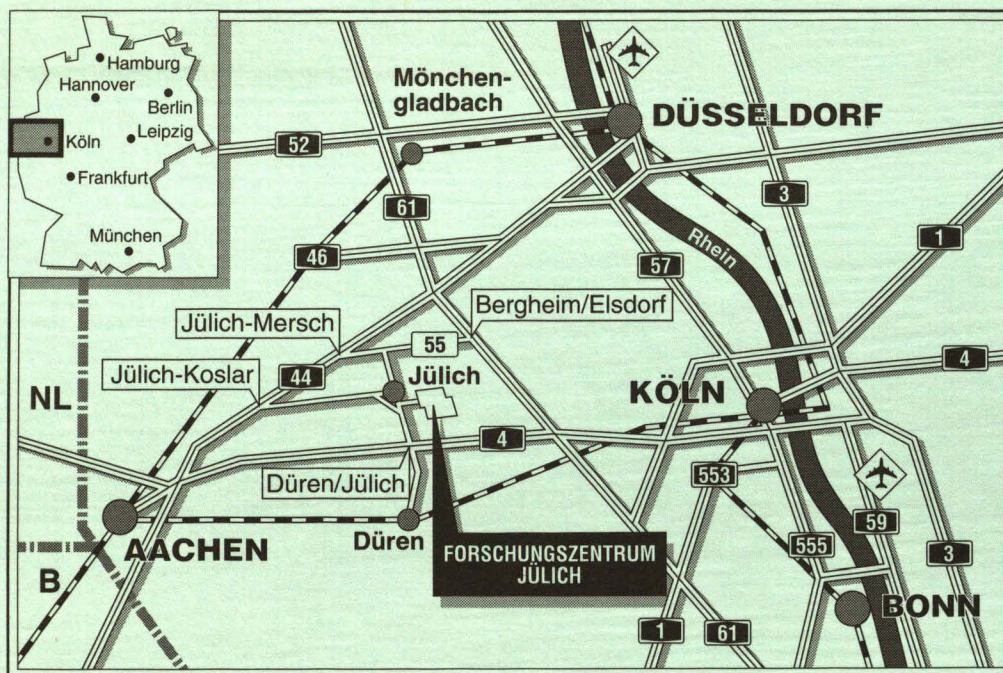 Hamburg
Hannover
Berlin
Leipzig
Köln
Frankfurt
München
Mönchen-
gladbach
DÜSSELDORF
52
61
3
1
46
57
Rhein
Bergheim/Elsdorf
Jülich-Mersch
55
4
Jülich-Koslar
44
Jülich
NL
KÖLN
4
553
Düren/Jülich
59
Düren
AACHEN
FORSCHUNGSZENTRUM
JÜLICH
555
3
B
BONN
1
61